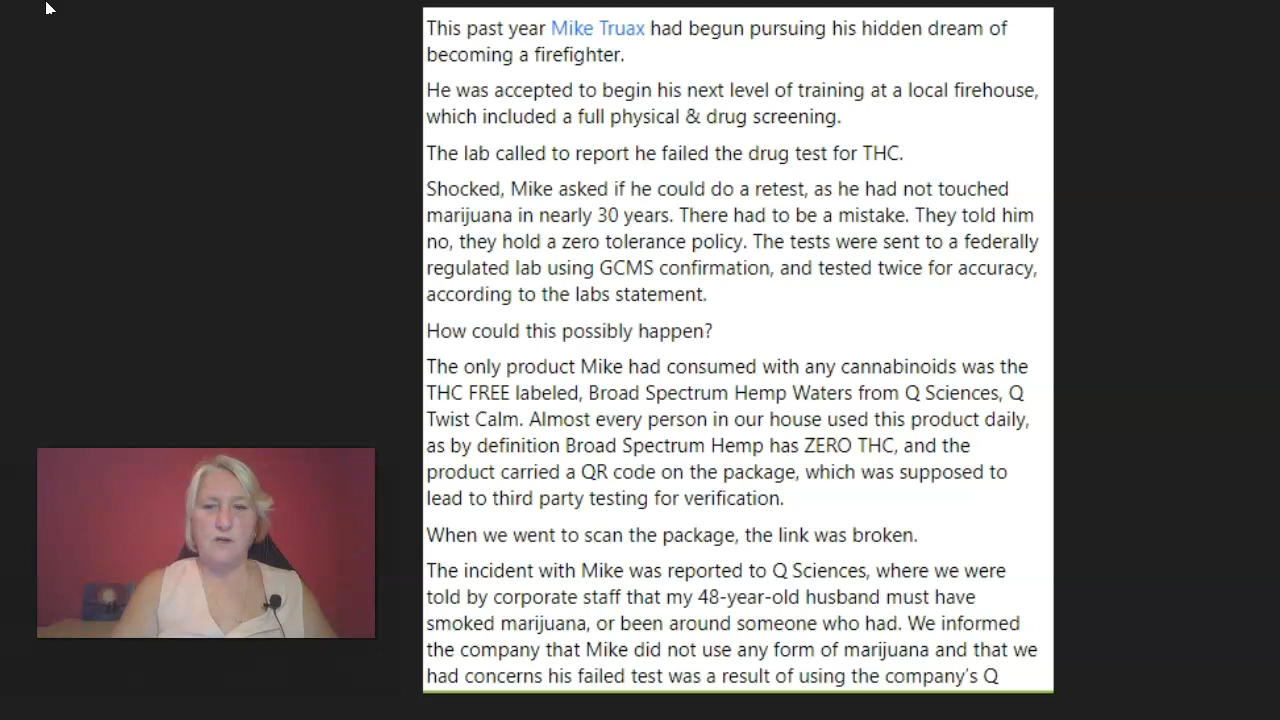 This past year Mike Truax had begun pursuing his hidden dream of
becoming a firefighter.
He was accepted to begin his next level of training at a local firehouse,
which included a full physical & drug screening.
The lab called to report he failed the drug test for THC.
Shocked, Mike asked if he could do a retest, as he had not touched
marijuana in nearly 30 years. There had to be a mistake. They told him
no, they hold a zero tolerance policy. The tests were sent to a federally
regulated lab using GCMS confirmation, and tested twice for accuracy,
according to the labs statement.
How could this possibly happen?
The only product Mike had consumed with any cannabinoids was the
THC FREE labeled, Broad Spectrum Hemp Waters from Q Sciences, Q
Twist Calm. Almost every person in our house used this product daily,
as by definition Broad Spectrum Hemp has ZERO THC, and the
product carried a QR code on the package, which was supposed to
lead to third party testing for verification.
When we went to scan the package, the link was broken.
The incident with Mike was reported to Q Sciences, where we were
told by corporate staff that my 48-year-old husband must have
smoked marijuana, or been around someone who had. We informed
the company that Mike did not use any form of marijuana and that we
had concerns his failed test was a result of using the company's Q